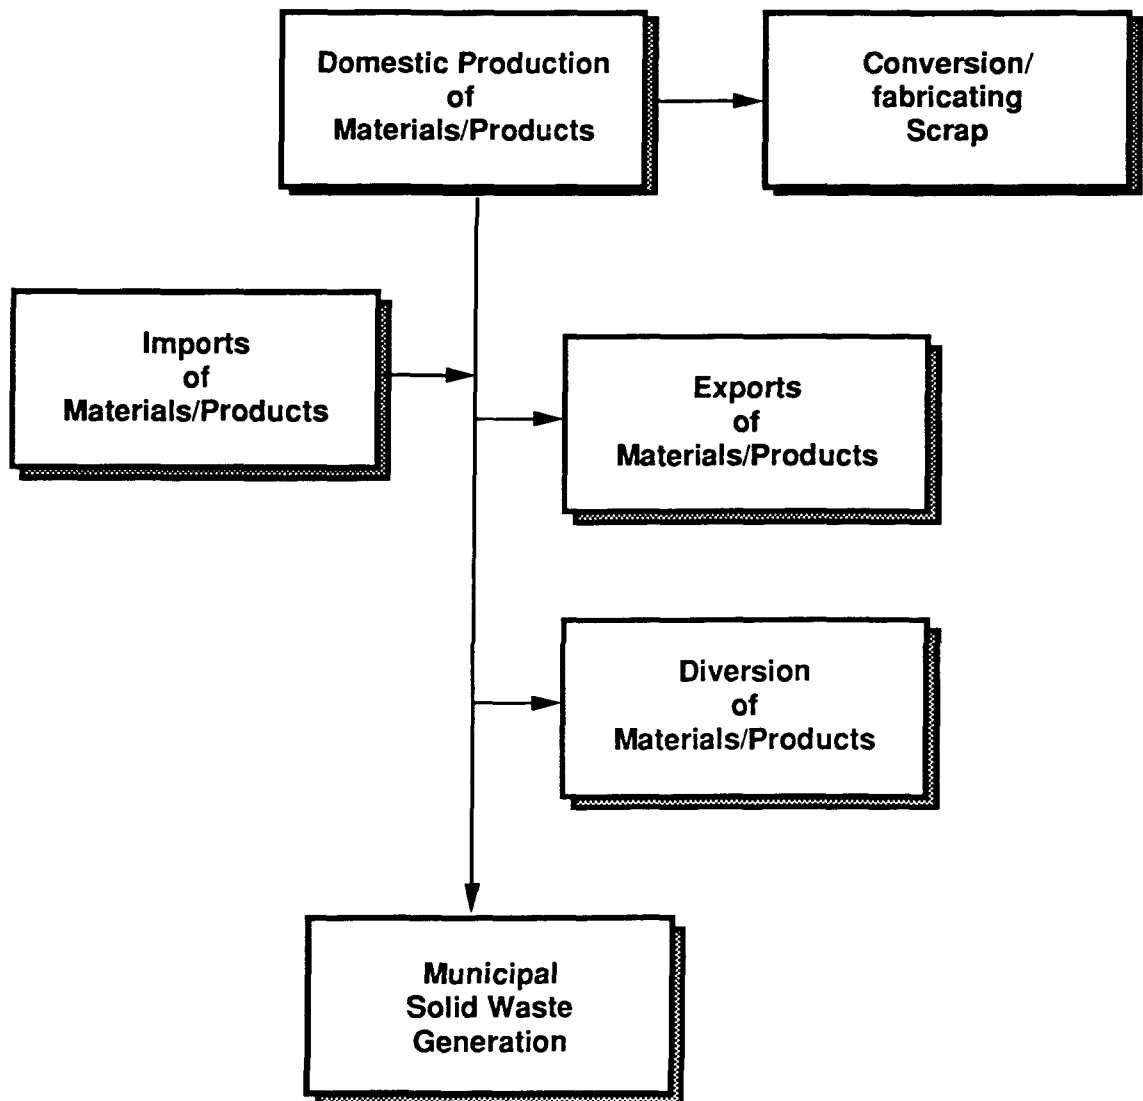 Domestic Production
of
Materials/Products
Conversion/
fabricating
Scrap
Imports
of
Materials/Products
Exports
of
Materials/Products
Diversion
of
Materials/Products
Municipal
Solid Waste
Generation